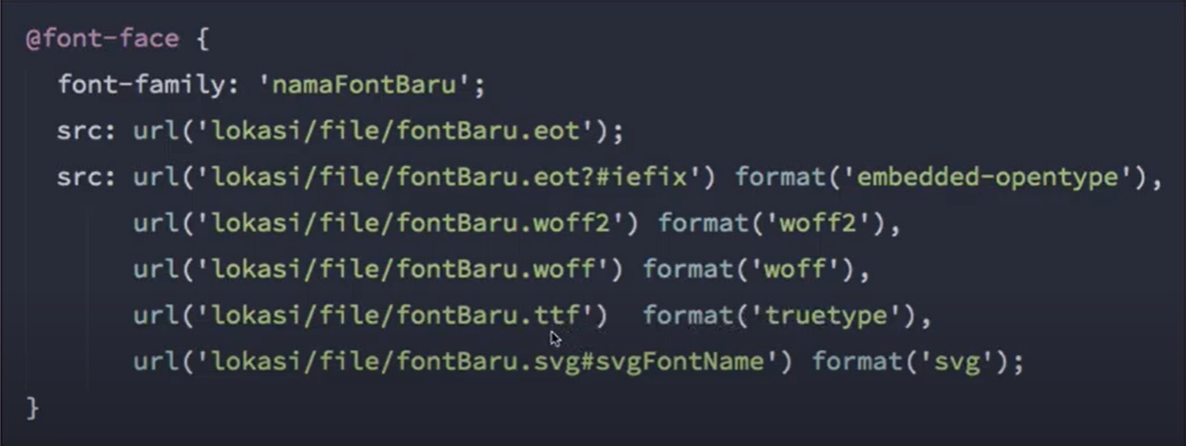 @font-face {
font-family: 'namaFontBaru';
src: url('lokasi/file/fontBaru.eot');
src: url('lokasi/file/fontBaru.eot?#iefix') format('embedded-opentype'),
url('lokasi/file/fontBaru.woff2') format('woff2'),
url('lokasi/file/fontBaru.woff') format('woff'),
url('lokasi/file/fontBaru.ttf')  format('truetype'),
url('lokasi/file/fontBaru.svg#svgFontName') format('svg');
}